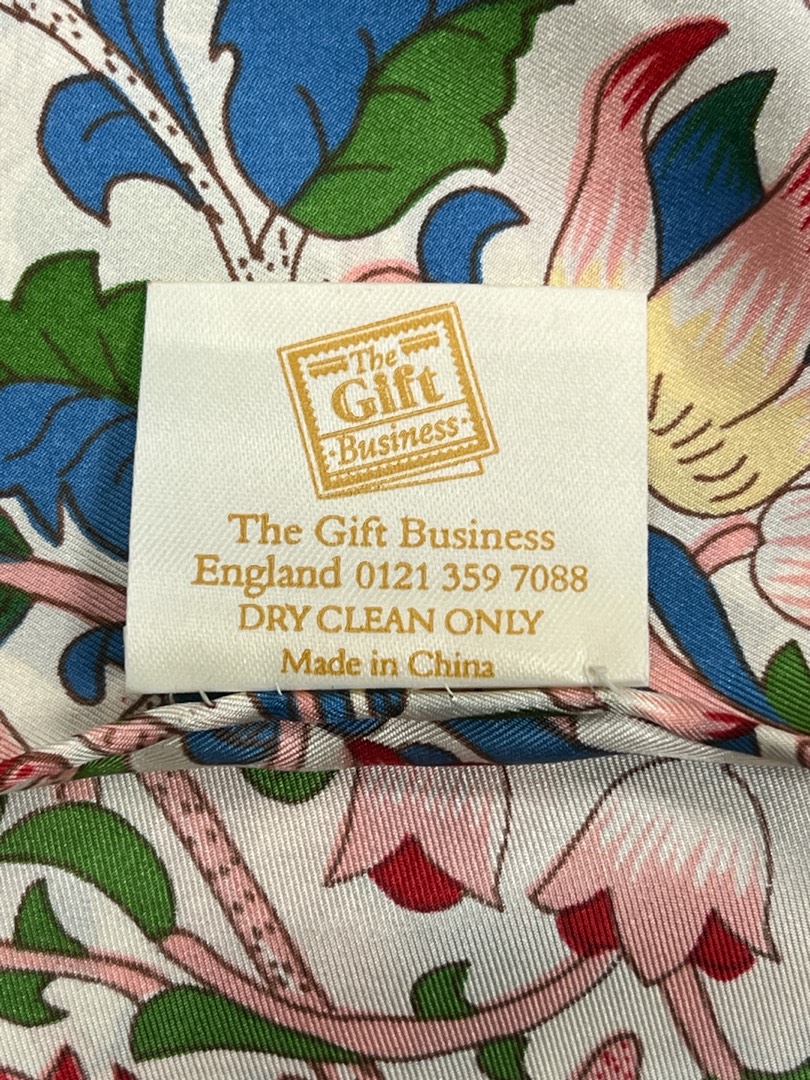 The
Gift
·Business·
The Gift Business
England 0121 359 7088
DRY CLEAN ONLY
Made in China